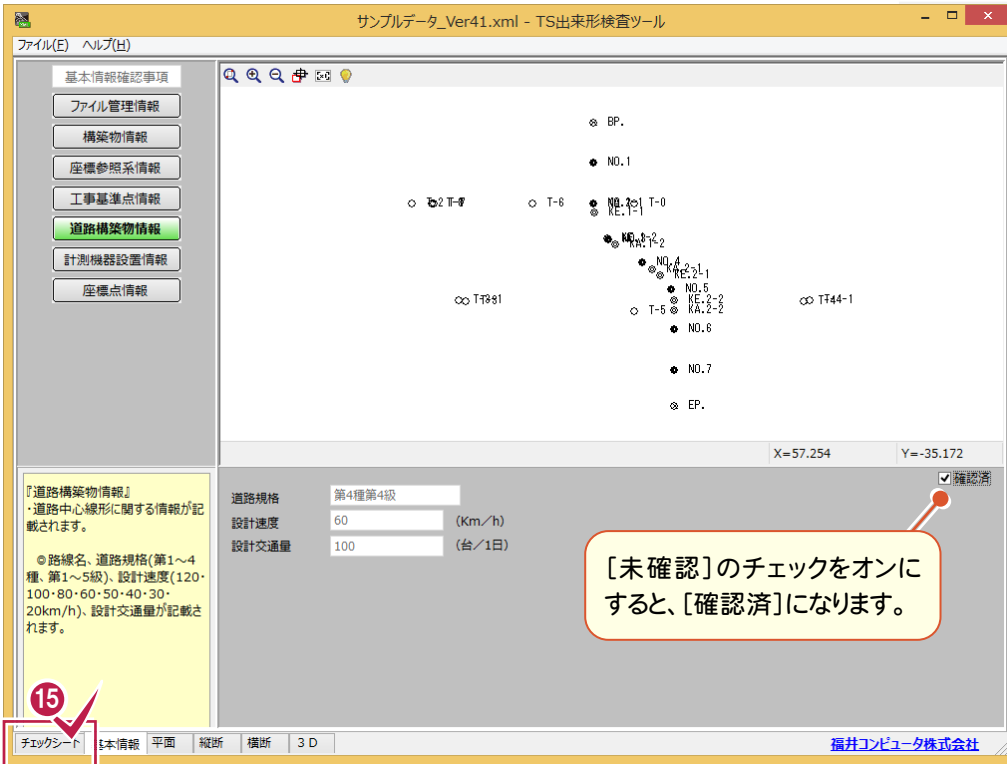 サンプルデータ_Ver41.xml - TS出来形検査ツール
ファイル(F) ヘルプ(H)
基本情報確認事項
ファイル管理情報
構築物情報
座標参照系情報
工事基準点情報
道路構築物情報
計測機器設置情報
座標点情報
BP.
NO.1
T-6
T-0
KE.1-1
KA.1-2
NO.4
KA.2-1
KE.2-1
NO.5
KE.2-2
T-5
KA.2-2
NO.6
NO.7
EP.
X=57.254 Y=-35.172
『道路構築物情報』
・道路中心線形に関する情報が記
載されます。
◎路線名、道路規格(第1～4
種、第1～5級)、設計速度(120・
100・80・60・50・40・30・
20km/h)、設計交通量が記載さ
れます。
確認済
道路規格 第4種第4級
設計速度 60 (Km／h)
設計交通量 100 (台／1日)
[未確認]のチェックをオンに
すると、[確認済]になります。
15
チェックシート 基本情報 平面 縦断 横断 3D
福井コンピュータ株式会社